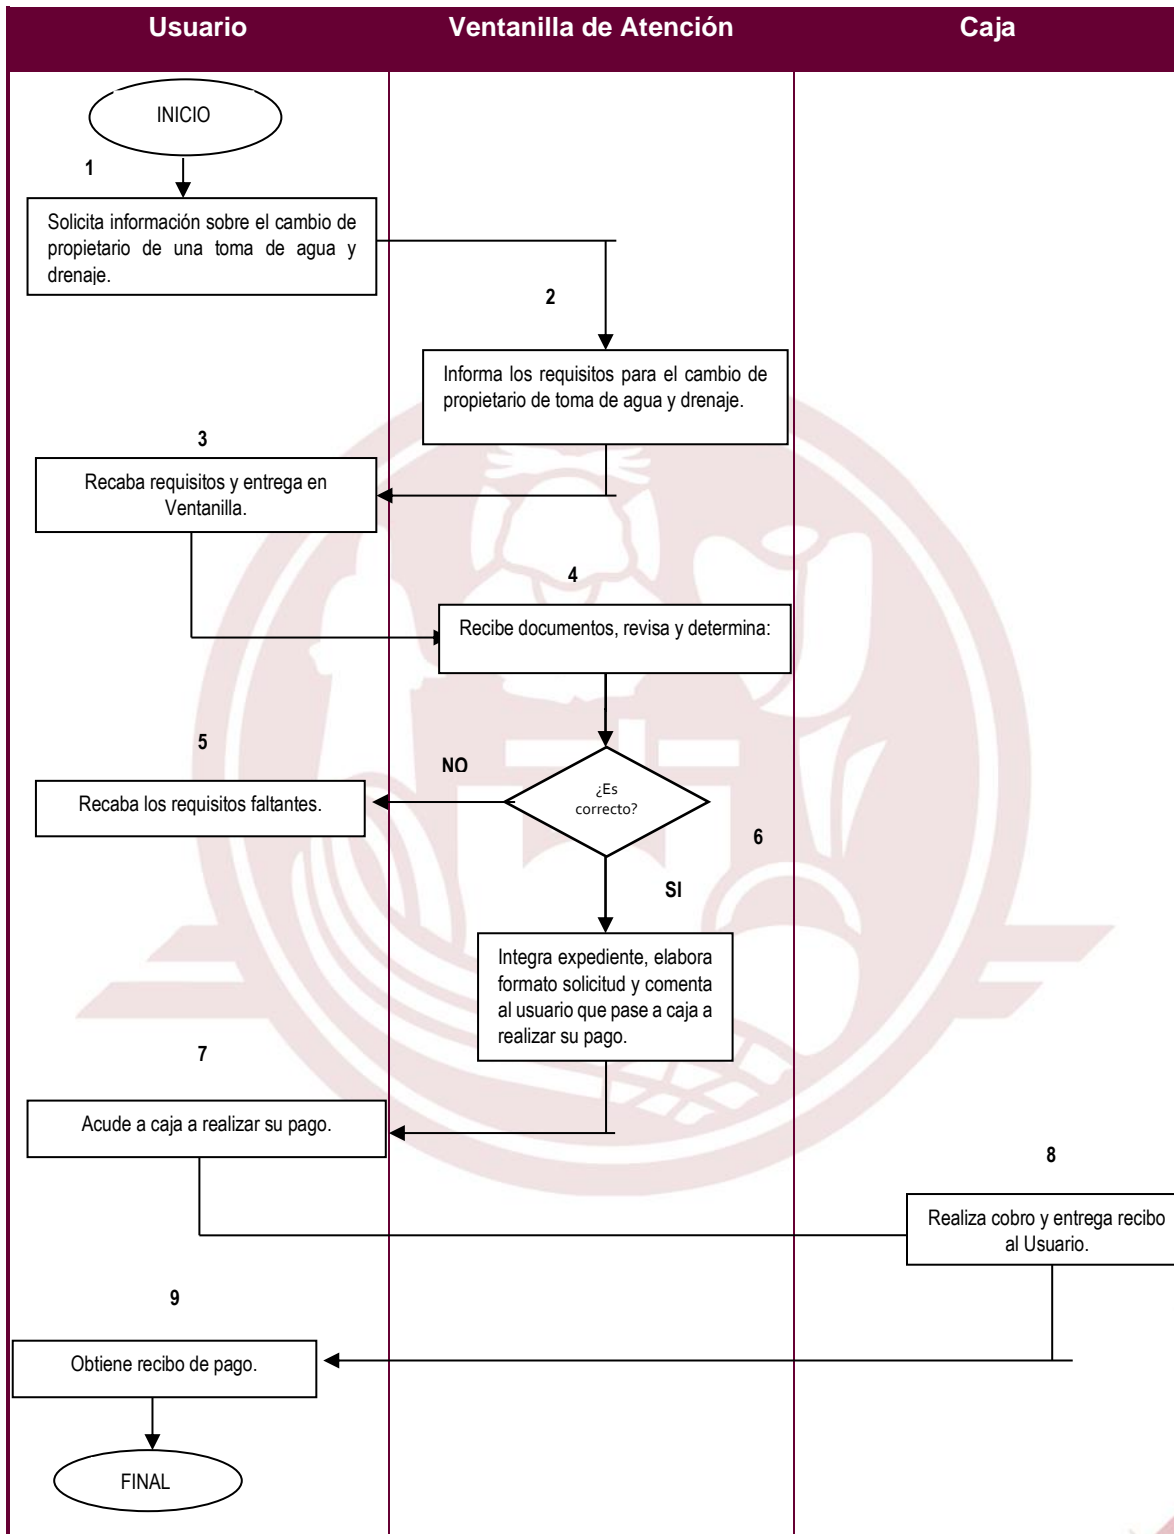 Usuario
Ventanilla de Atención
Caja
INICIO
1
Solicita información sobre el cambio de
propietario de una toma de agua y
drenaje.
2
Informa los requisitos para el cambio de
propietario de toma de agua y drenaje.
3
Recaba requisitos y entrega en
Ventanilla.
4
Recibe documentos, revisa y determina:
5
NO
¿Es
correcto?
Recaba los requisitos faltantes.
6
SI
Integra expediente, elabora
formato solicitud y comenta
al usuario que pase a caja a
realizar su pago.
7
Acude a caja a realizar su pago.
8
Realiza cobro y entrega recibo
al Usuario.
9
Obtiene recibo de pago.
FINAL